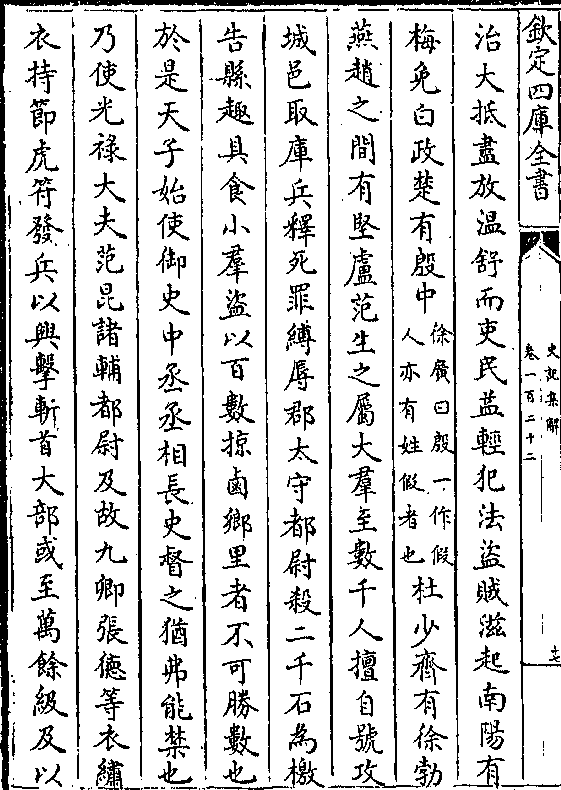 欽定四庫全書
史記集解
卷一百二十二
十七
治大抵盡放温舒而吏民益輕犯法盜賊滋起南陽有
梅免白政楚有殷中徐廣曰殷一作假人亦有姓假者也杜少齊有徐勃
燕趙之間有堅盧范生之屬大羣至數千人擅自號攻
城邑取庫兵釋死罪縛辱郡太守都尉殺二千石為檄
告縣趣具食小羣盜以百數掠鹵鄉里者不可勝數也
於是天子始使御史中丞丞相長史督之猶弗能禁也
乃使光祿大夫范昆諸輔都尉及故九卿張徳等衣繡
衣持節虎符發兵以興擊斬首大部或至萬餘級及以